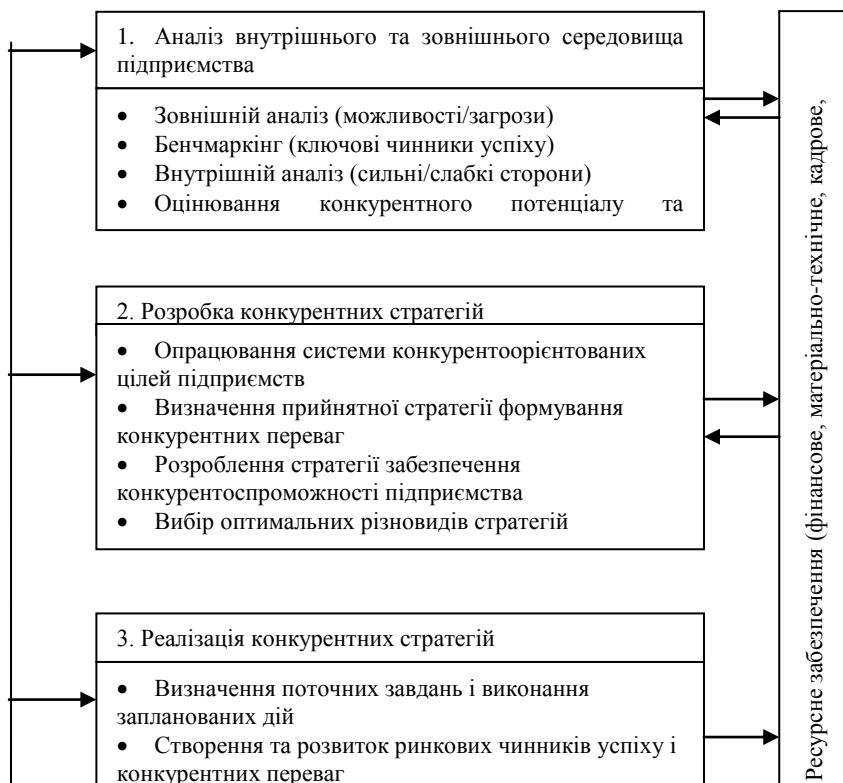 1. Аналіз внутрішнього та зовнішнього середовища
підприємства
• Зовнішній аналіз (можливості/загрози)
• Бенчмаркінг (ключові чинники успіху)
• Внутрішній аналіз (сильні/слабкі сторони)
• Оцінювання конкурентного потенціалу та
2. Розробка конкурентних стратегій
• Опрацювання системи конкурентоорієнтованих
цілей підприємств
• Визначення прийнятної стратегії формування
конкурентних переваг
• Розроблення стратегії забезпечення
конкурентоспроможності підприємства
• Вибір оптимальних різновидів стратегій
3. Реалізація конкурентних стратегій
• Визначення поточних завдань і виконання
запланованих дій
• Створення та розвиток ринкових чинників успіху і
конкурентних переваг
Ресурсне забезпечення (фінансове, матеріально-технічне, кадрове,